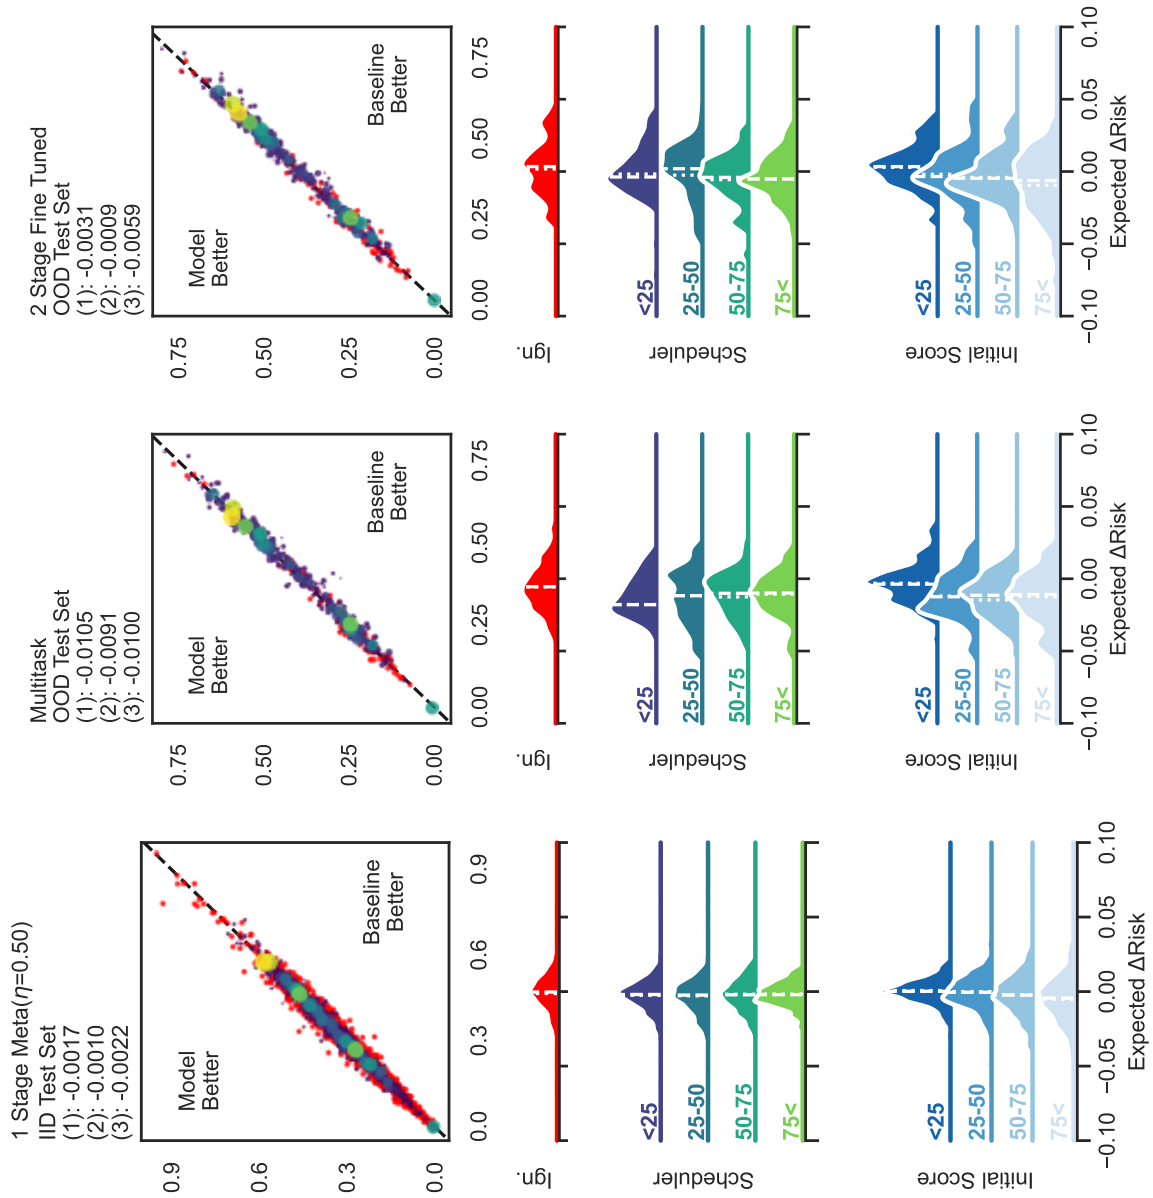 1 Stage Meta(η=0.50)
IID Test Set
(1): -0.0017
(2): -0.0010
(3): -0.0022
0.9
0.6
0.3
0.0
Model
Better
Baseline
Better
0.0 0.3 0.6 0.9
Ign.
Scheduler
<25
25-50
50-75
75<
Initial Score
<25
25-50
50-75
75<
−0.10 −0.05 0.00 0.05 0.10
Expected ΔRisk
Multitask
OOD Test Set
(1): -0.0105
(2): -0.0091
(3): -0.0100
0.75
0.50
0.25
0.00
Model
Better
Baseline
Better
0.00 0.25 0.50 0.75
Ign.
Scheduler
<25
25-50
50-75
75<
Initial Score
<25
25-50
50-75
75<
−0.10 −0.05 0.00 0.05 0.10
Expected ΔRisk
2 Stage Fine Tuned
OOD Test Set
(1): -0.0031
(2): -0.0009
(3): -0.0059
0.75
0.50
0.25
0.00
Model
Better
Baseline
Better
0.00 0.25 0.50 0.75
Ign.
Scheduler
<25
25-50
50-75
75<
Initial Score
<25
25-50
50-75
75<
−0.10 −0.05 0.00 0.05 0.10
Expected ΔRisk